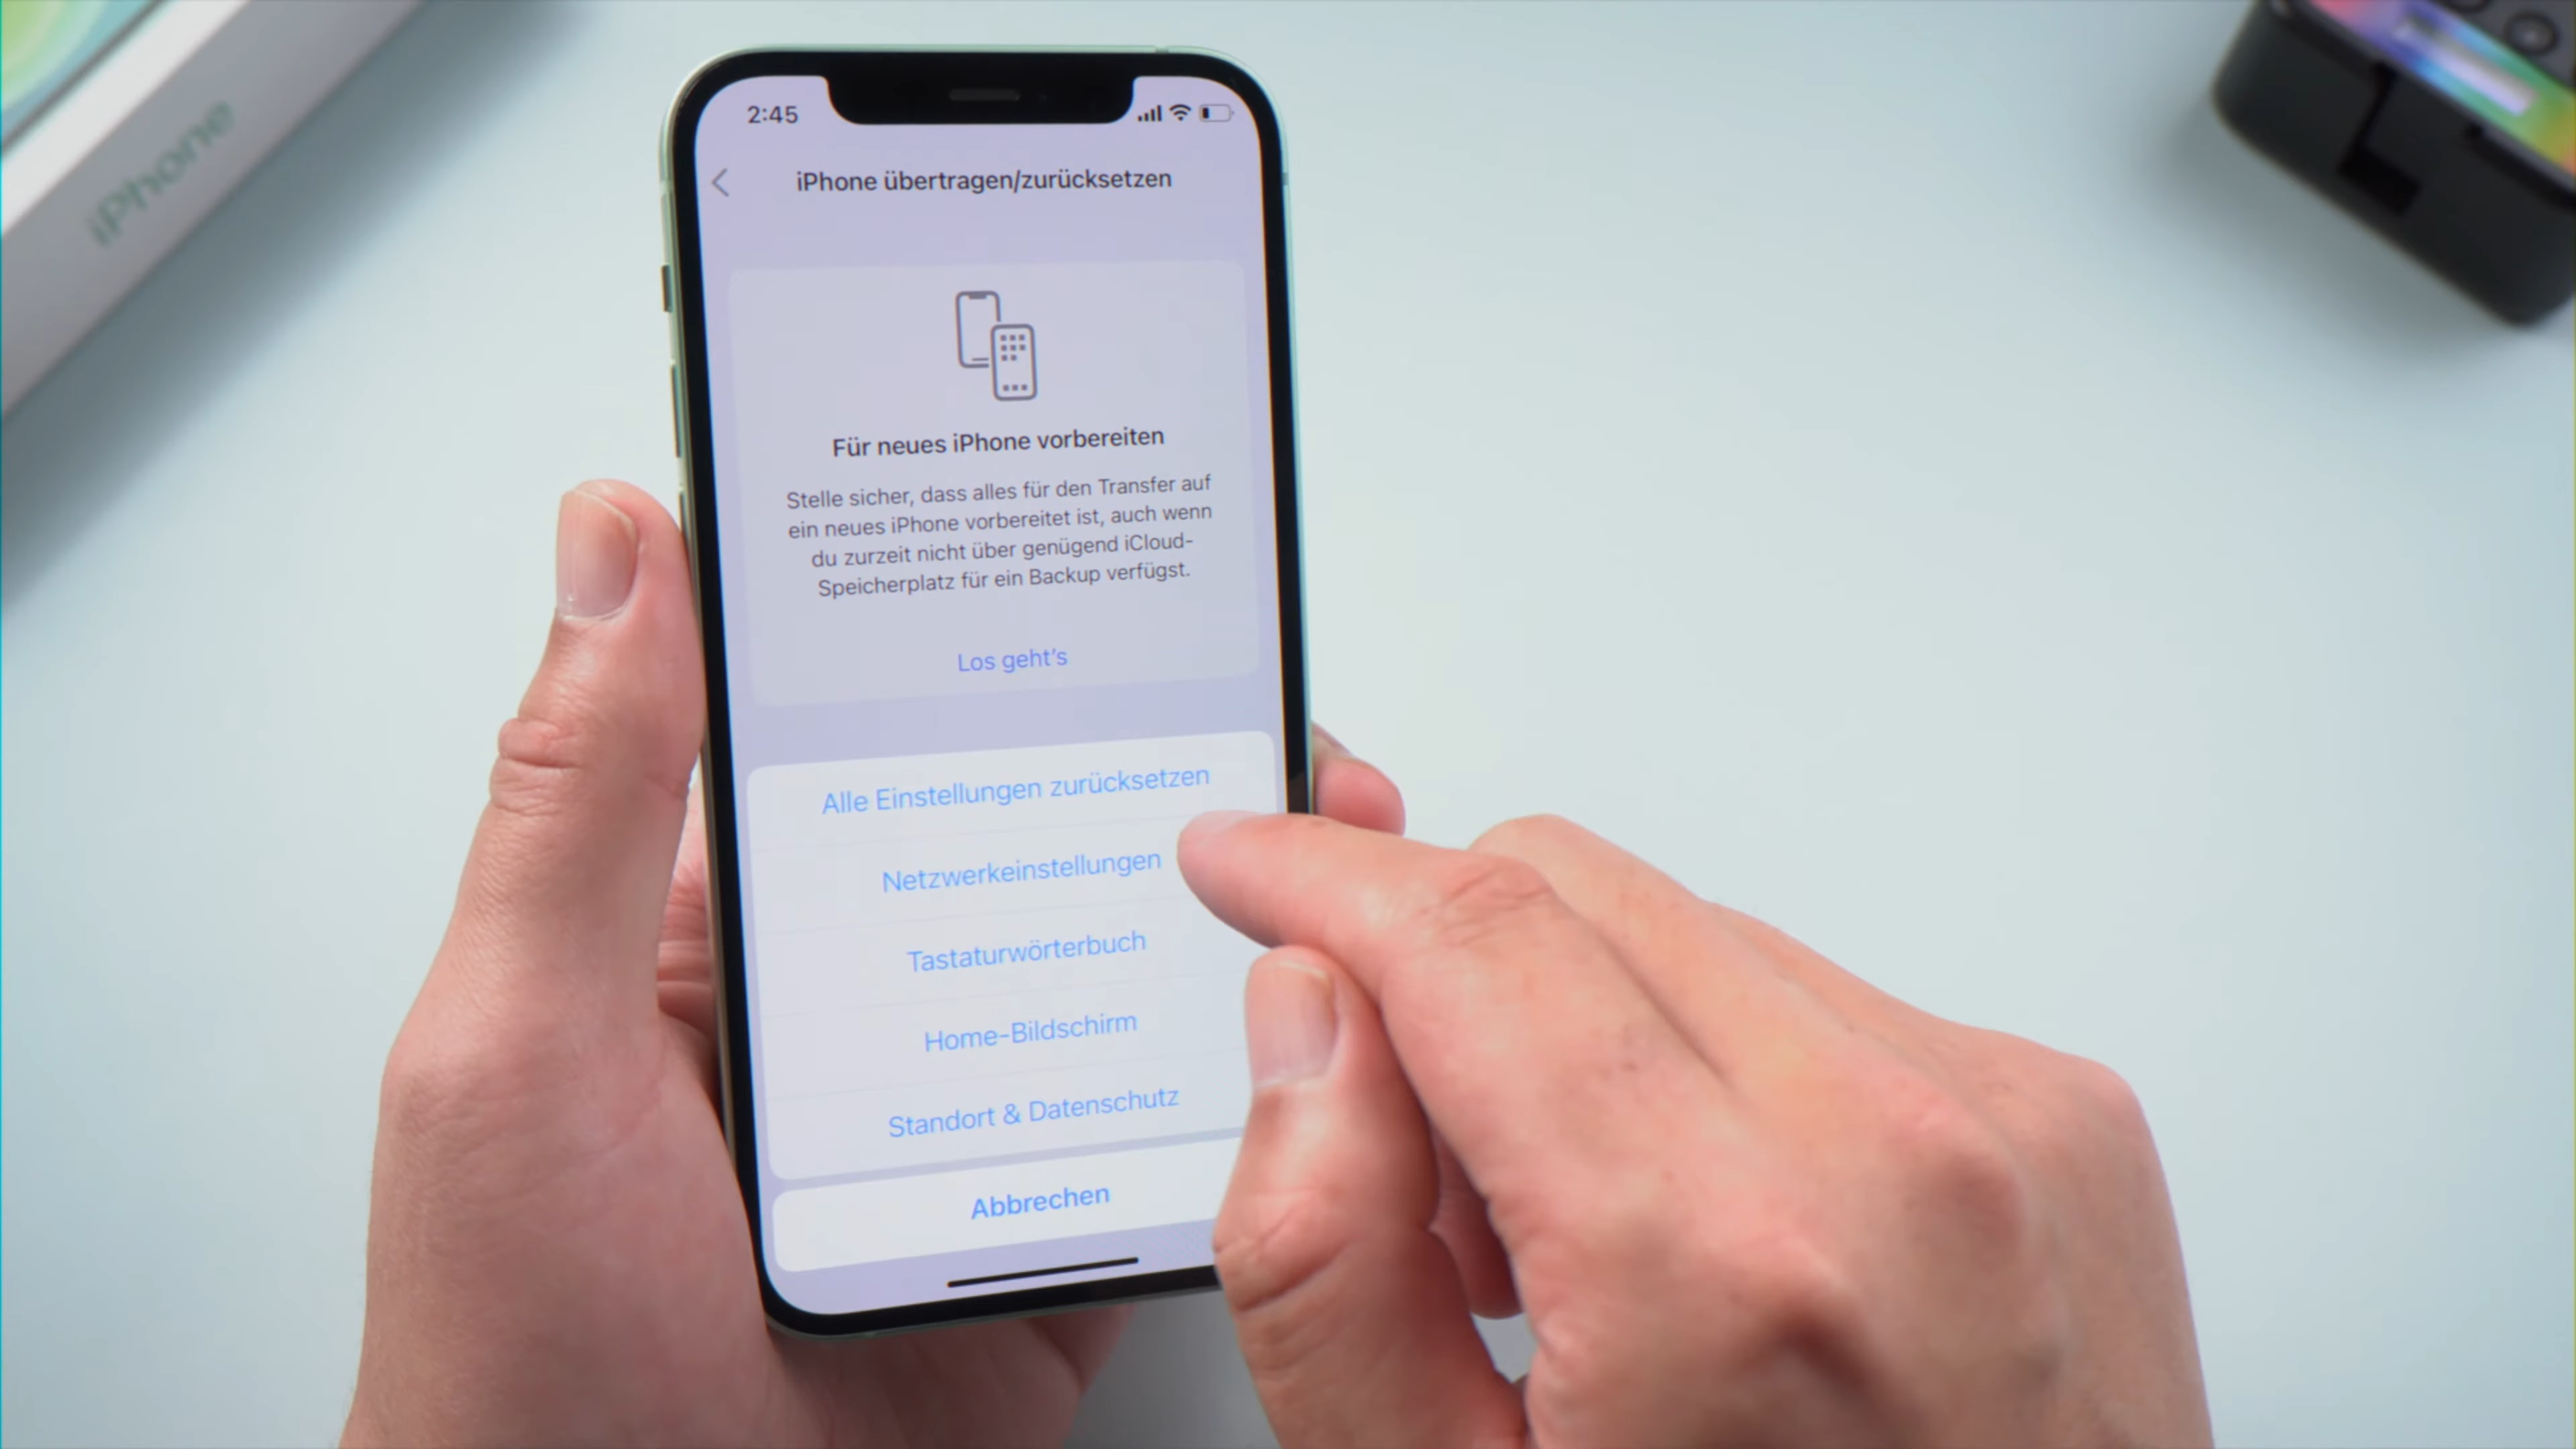 iPhone
2:45
iPhone übertragen/zurücksetzen
Für neues iPhone vorbereiten
Stelle sicher, dass alles für den Transfer auf
ein neues iPhone vorbereitet ist, auch wenn
du zurzeit nicht über genügend iCloud-
Speicherplatz für ein Backup verfügst.
Los geht's
Alle Einstellungen zurücksetzen
Netzwerkeinstellungen
Tastaturwörterbuch
Home-Bildschirm
Standort & Datenschutz
Abbrechen